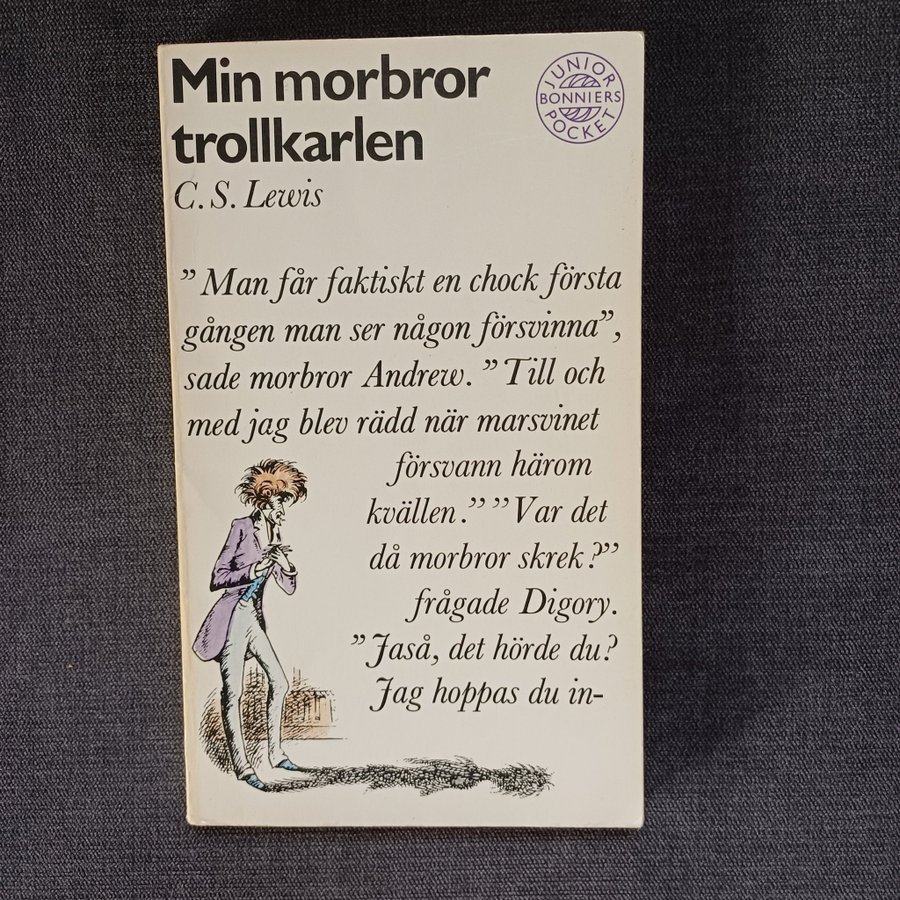 Min morbror
trollkarlen
C. S. Lewis
JUNIOR
BONNIERS
POCKET
” Man får faktiskt en chock första
gången man ser någon försvinna”,
sade morbror Andrew. ”Till och
med jag blev rädd när marsvinet
försvann härom
kvällen.” ”Var det
då morbror skrek?”
frågade Digory.
”Jaså, det hörde du?
Jag hoppas du in-